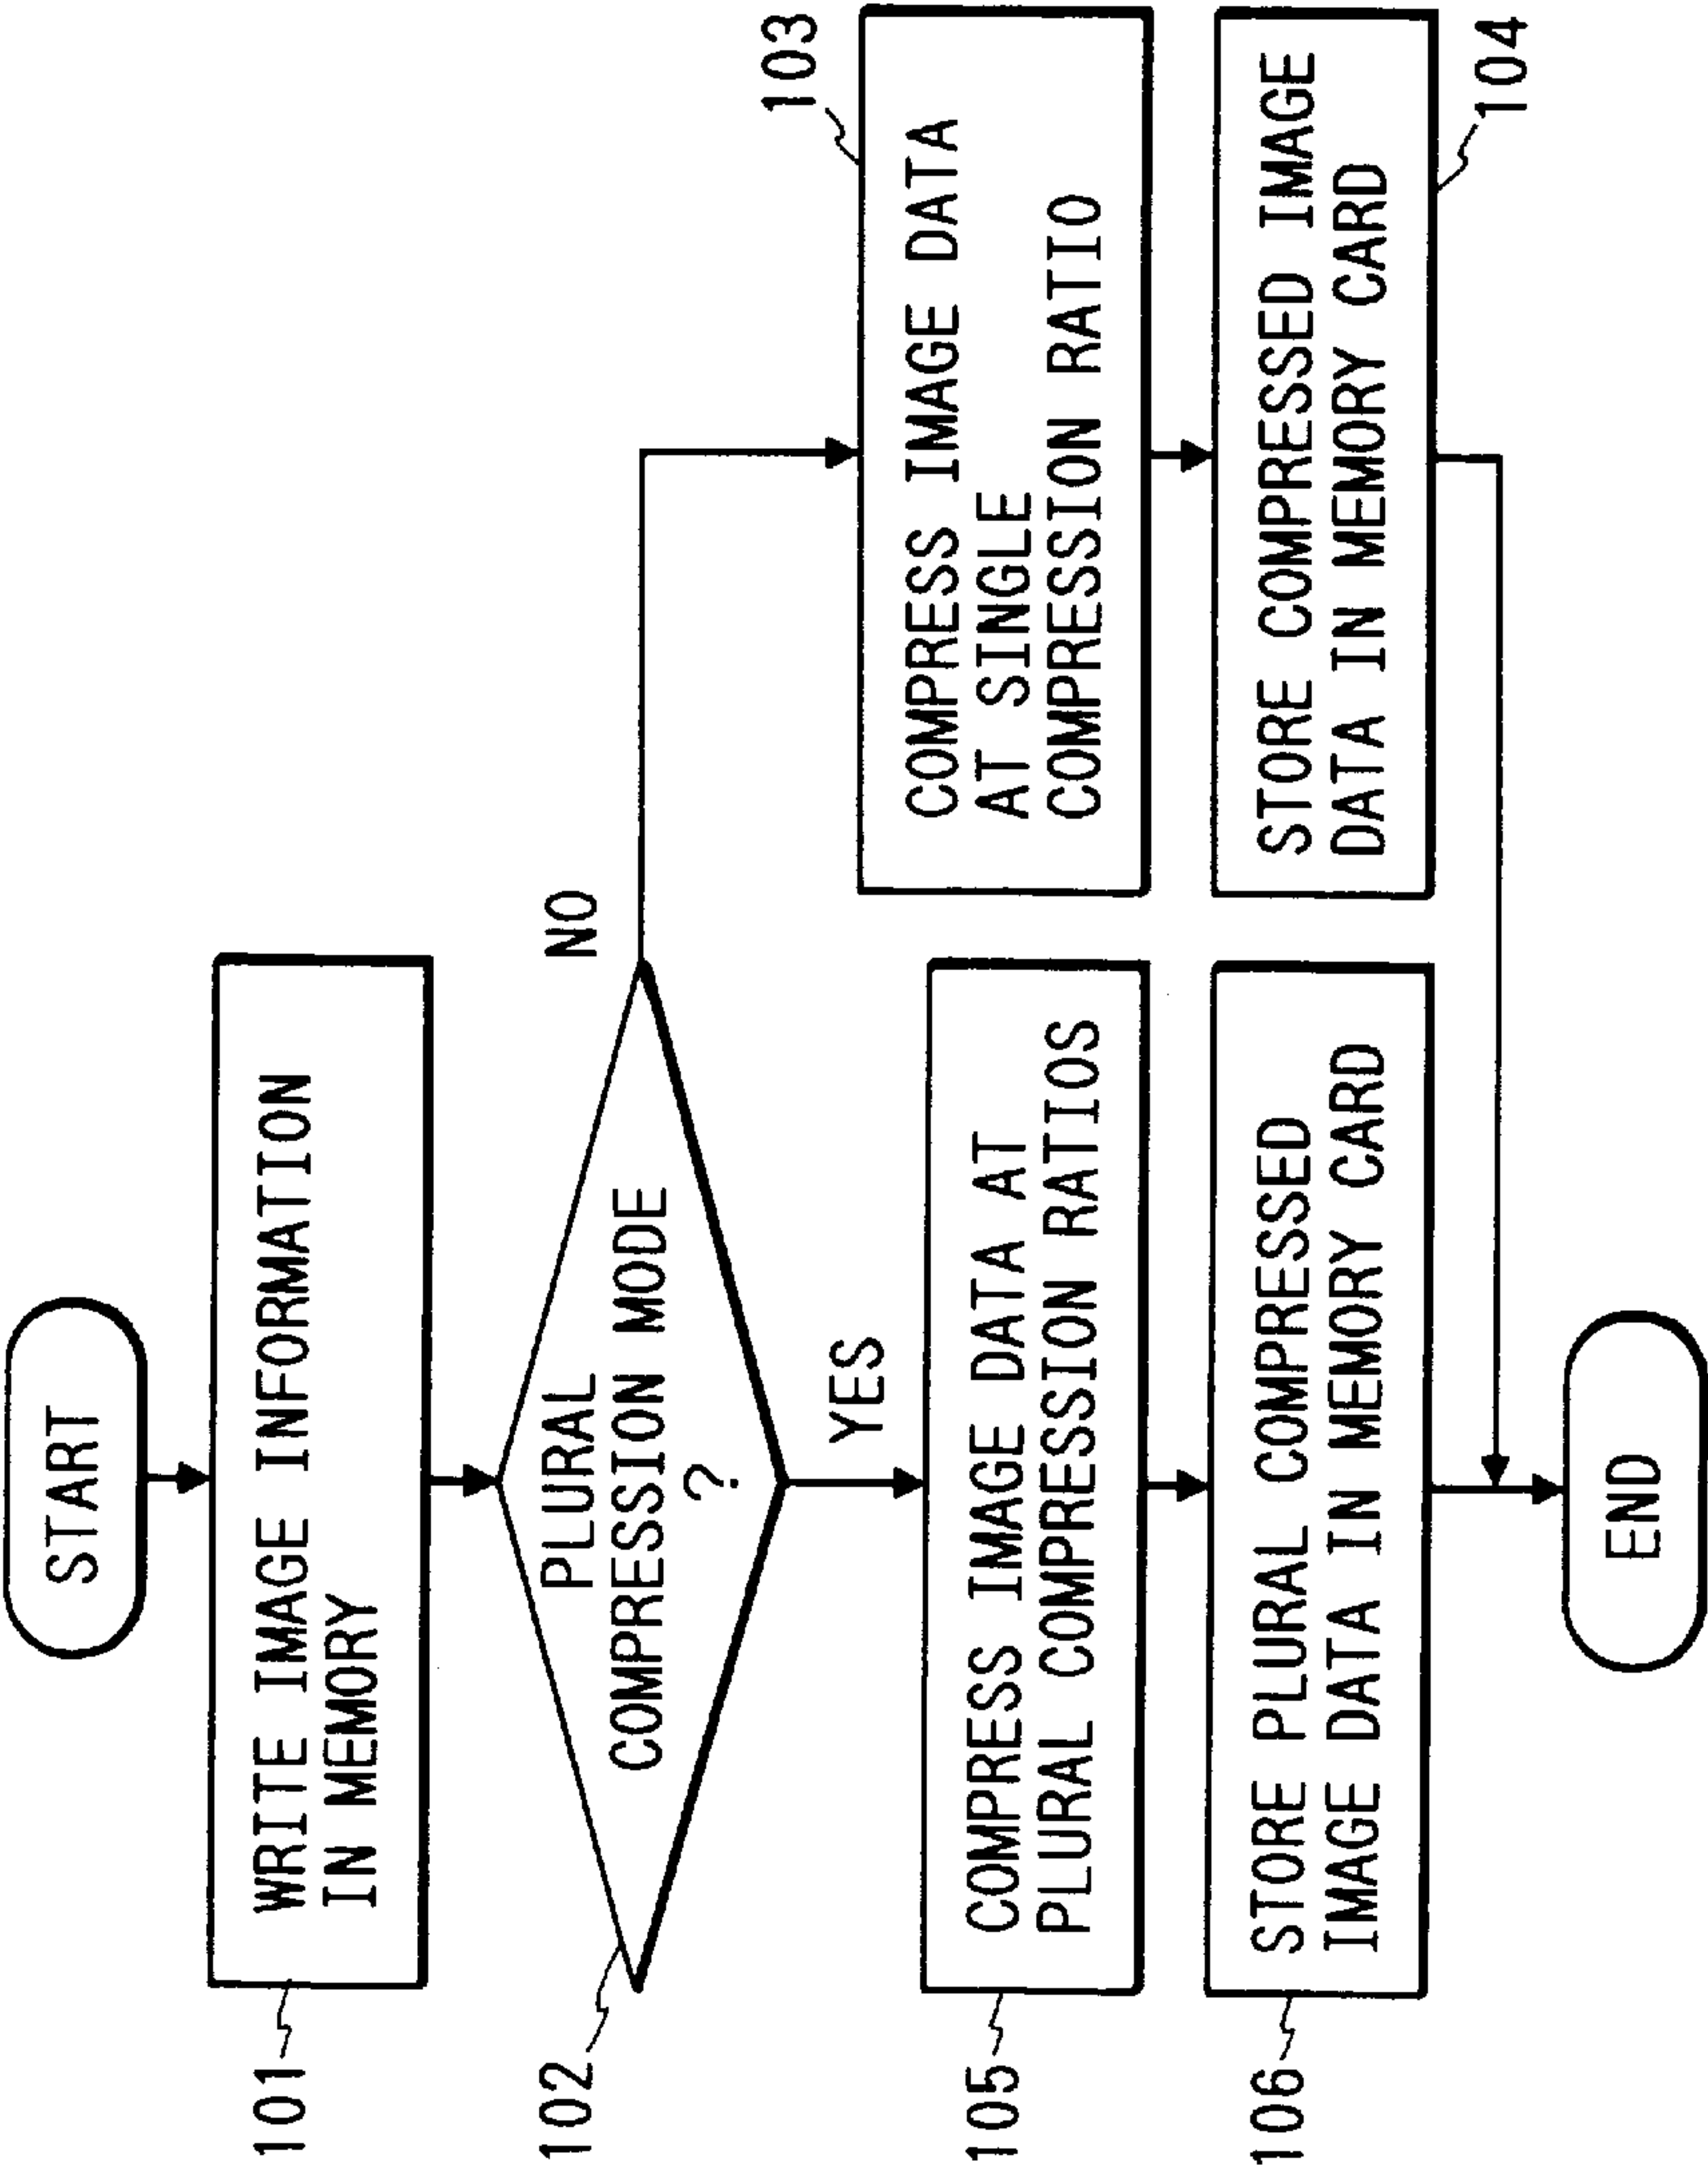 START
101
WRITE IMAGE INFORMATION
IN MEMORY
102
PLURAL
COMPRESSION MODE
?
NO
YES
103
COMPRESS IMAGE DATA
AT SINGLE
COMPRESSION RATIO
105
COMPRESS IMAGE DATA AT
PLURAL COMPRESSION RATIOS
STORE COMPRESSED IMAGE
DATA IN MEMORY CARD
104
106
STORE PLURAL COMPRESSED
IMAGE DATA IN MEMORY CARD
END